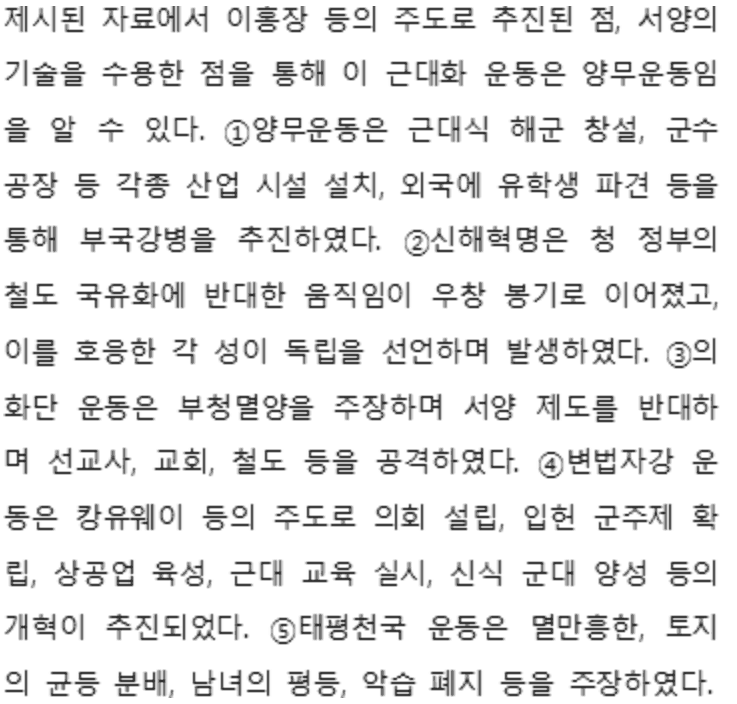 제시된 자료에서 이홍장 등의 주도로 추진된 점, 서양의
기술을 수용한 점을 통해 이 근대화 운동은 양무운동임
을 알 수 있다. ①양무운동은 근대식 해군 창설, 군수
공장 등 각종 산업 시설 설치, 외국에 유학생 파견 등을
통해 부국강병을 추진하였다. ②신해혁명은 청 정부의
철도 국유화에 반대한 움직임이 우창 봉기로 이어졌고,
이를 호응한 각 성이 독립을 선언하며 발생하였다. ③의
화단 운동은 부청멸양을 주장하며 서양 제도를 반대하
며 선교사, 교회, 철도 등을 공격하였다. ④변법자강 운
동은 캉유웨이 등의 주도로 의회 설립, 입헌 군주제 확
립, 상공업 육성, 근대 교육 실시, 신식 군대 양성 등의
개혁이 추진되었다. ⑤태평천국 운동은 멸만흥한, 토지
의 균등 분배, 남녀의 평등, 악습 폐지 등을 주장하였다.